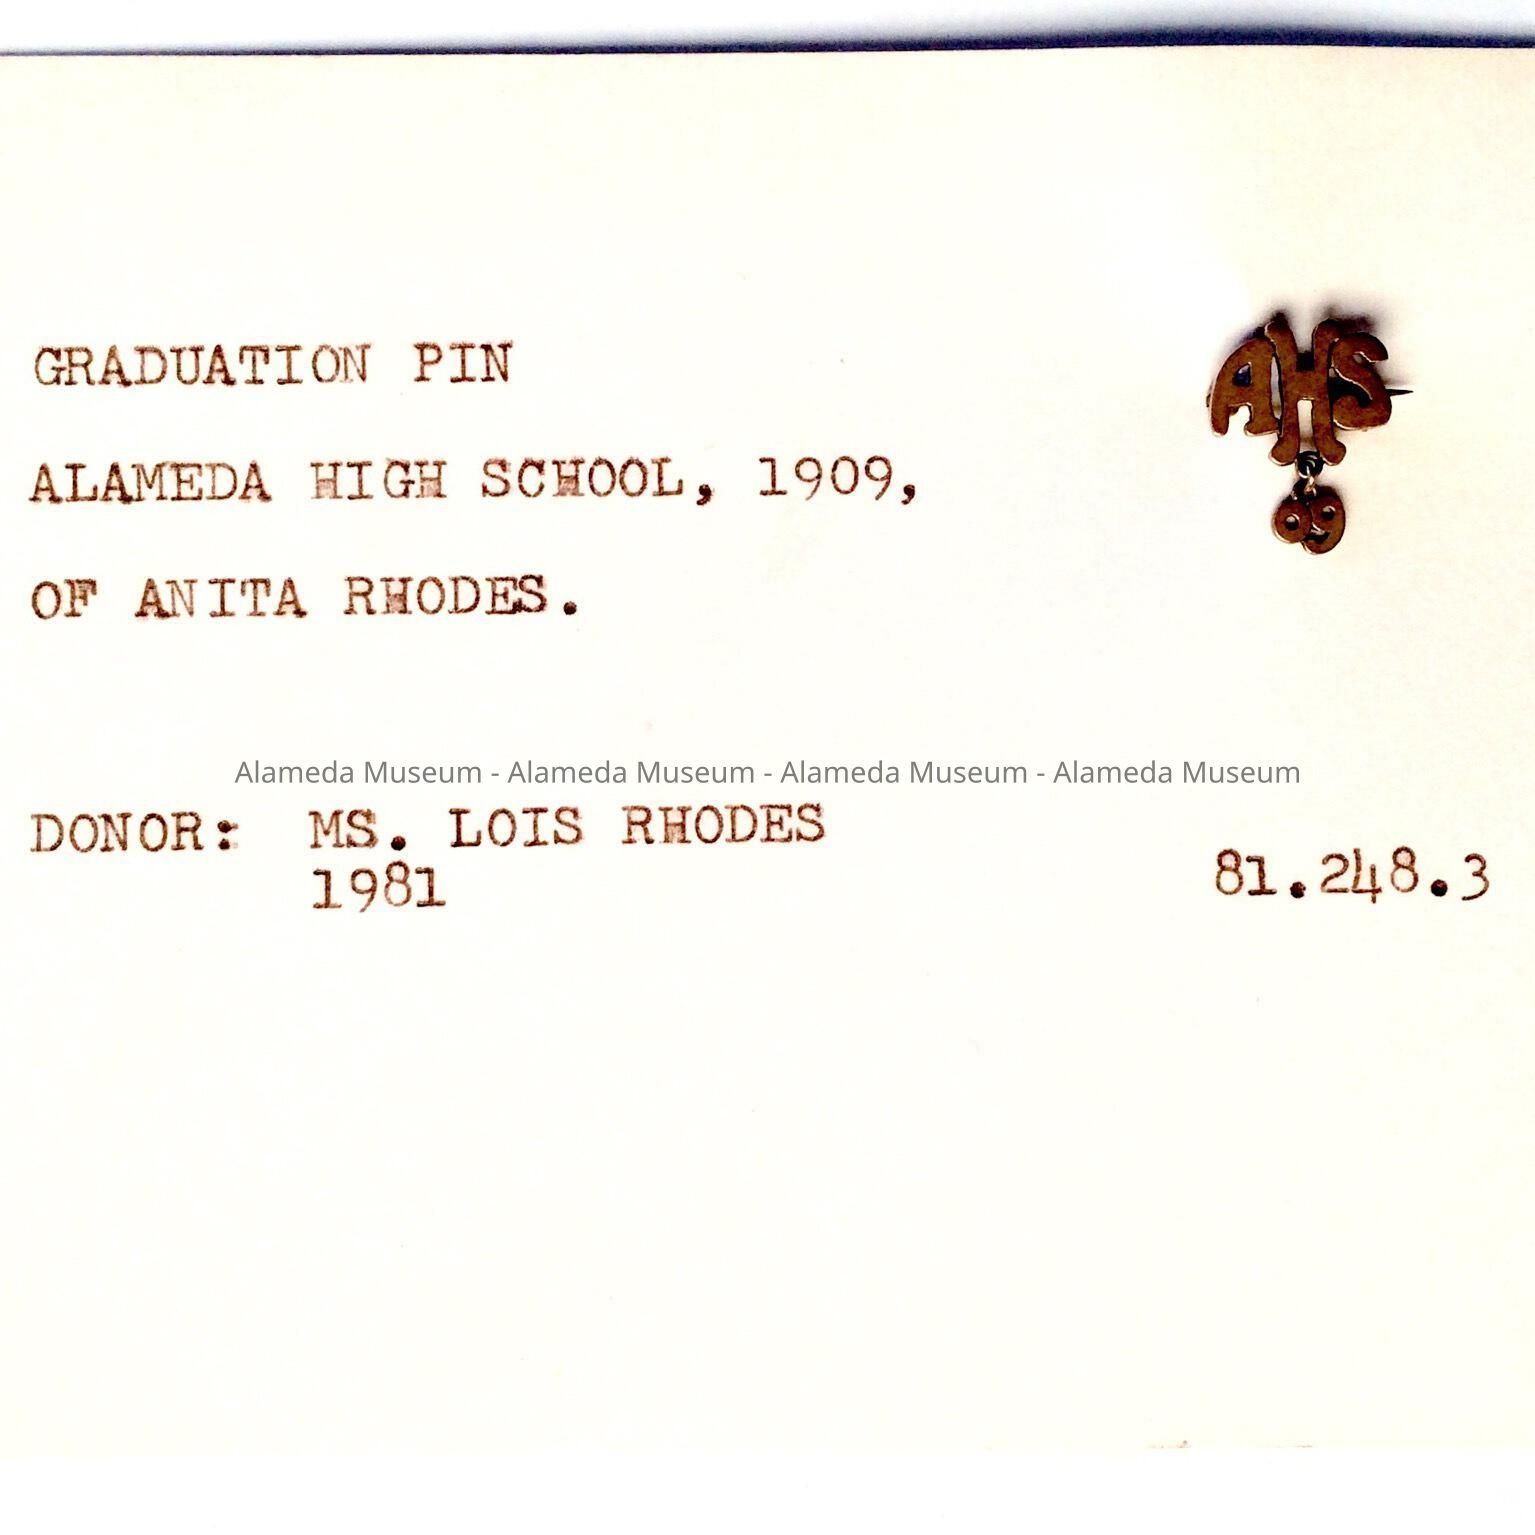 AHS
09
GRADUATION PIN
ALAMEDA HIGH SCHOOL, 1909,
OF ANITA RHODES.
Alameda Museum - Alameda Museum - Alameda Museum - Alameda Museum
DONOR: MS. LOIS RHODES
1981
81.248.3